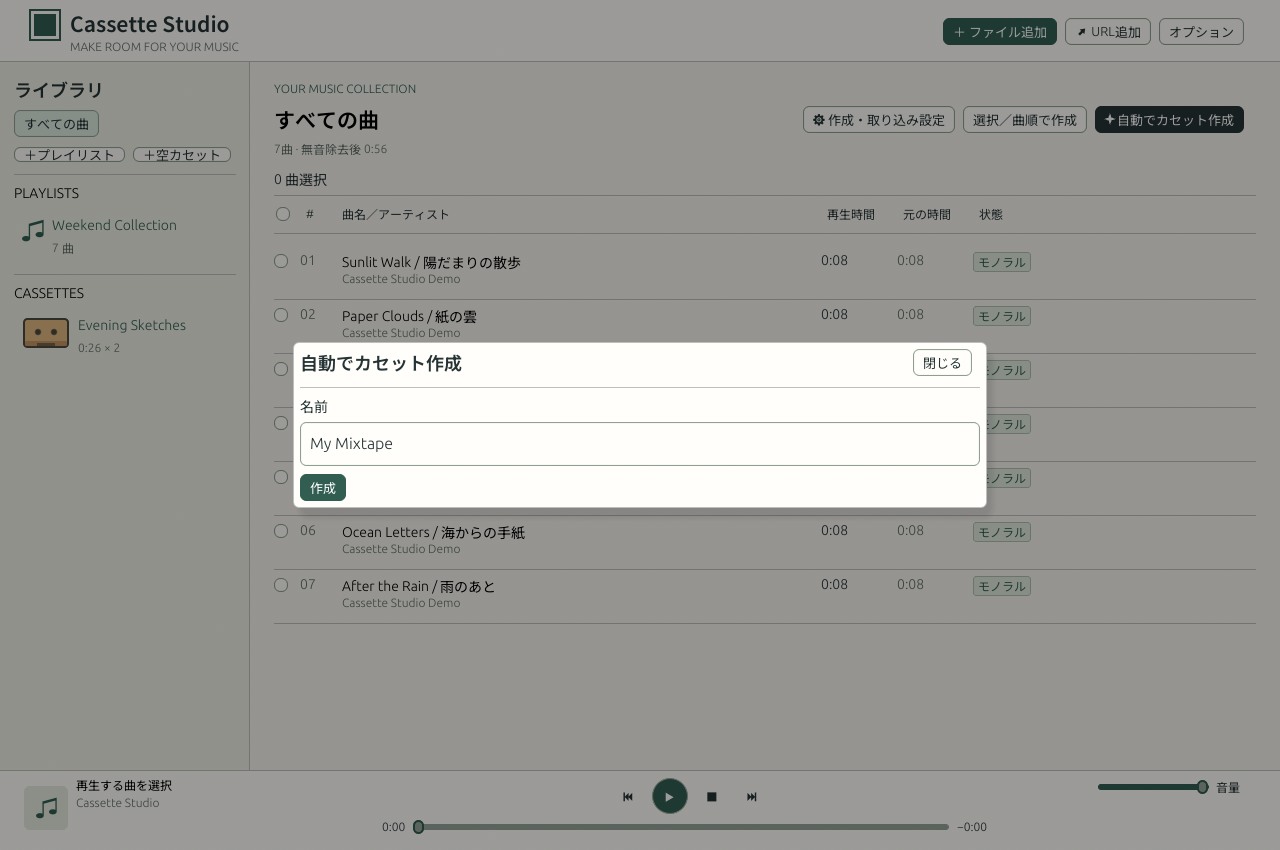 Cassette Studio
MAKE ROOM FOR YOUR MUSIC
＋ ファイル追加
URL追加
オプション
ライブラリ
すべての曲
＋プレイリスト
＋空カセット
PLAYLISTS
Weekend Collection
7 曲
CASSETTES
Evening Sketches
0:26 × 2
YOUR MUSIC COLLECTION
すべての曲
作成・取り込み設定
選択／曲順で作成
自動でカセット作成
7曲 · 無音除去後 0:56
0 曲選択
# 曲名／アーティスト 再生時間 元の時間 状態
01 Sunlit Walk / 陽だまりの散歩 0:08 0:08 モノラル
Cassette Studio Demo
02 Paper Clouds / 紙の雲 0:08 0:08 モノラル
Cassette Studio Demo
自動でカセット作成
閉じる
名前
My Mixtape
作成
ノラル
ノラル
ノラル
06 Ocean Letters / 海からの手紙 0:08 0:08 モノラル
Cassette Studio Demo
07 After the Rain / 雨のあと 0:08 0:08 モノラル
Cassette Studio Demo
再生する曲を選択
Cassette Studio
0:00
−0:00
音量